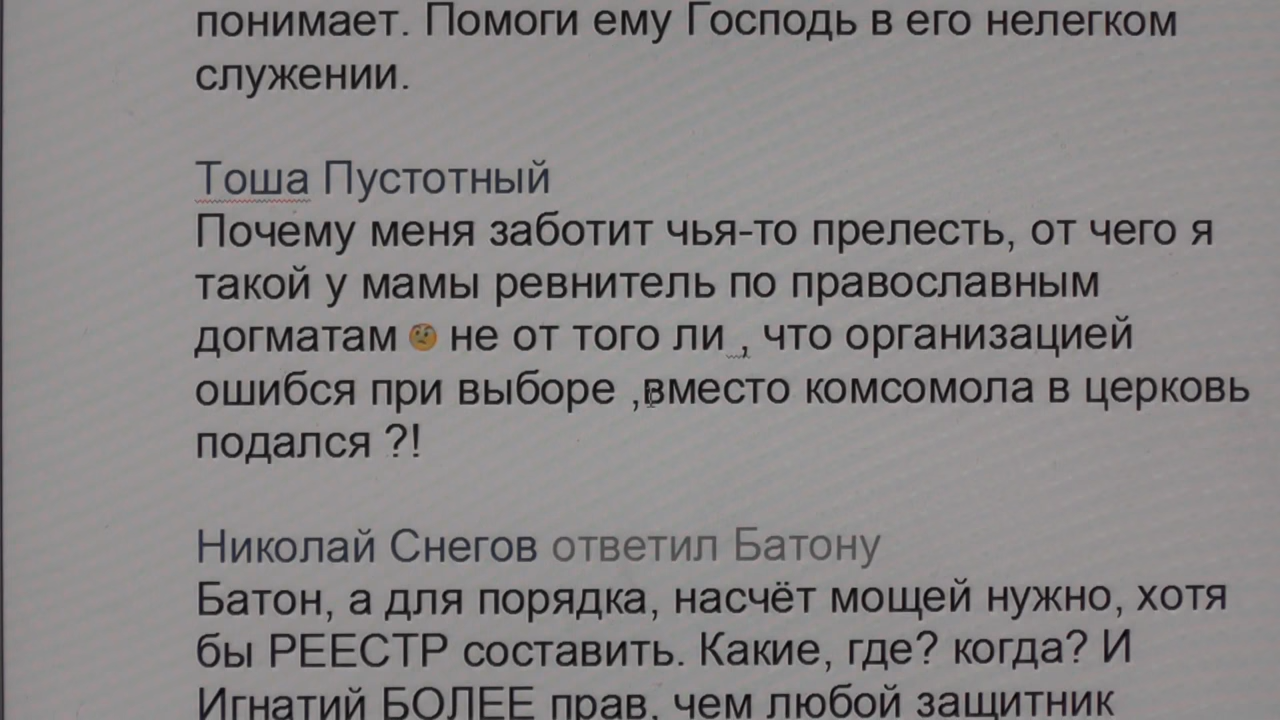 понимает. Помоги ему Господь в его нелегком
служении.
Тоша Пустотный
Почему меня заботит чья-то прелесть, от чего я
такой у мамы ревнитель по православным
догматам 🤨 не от того ли , что организацией
ошибся при выборе ,вместо комсомола в церковь
подался ?!
Николай Снегов ответил Батону
Батон, а для порядка, насчёт мощей нужно, хотя
бы РЕЕСТР составить. Какие, где? когда? И
Игнатий БОЛЕЕ прав, чем любой защитник